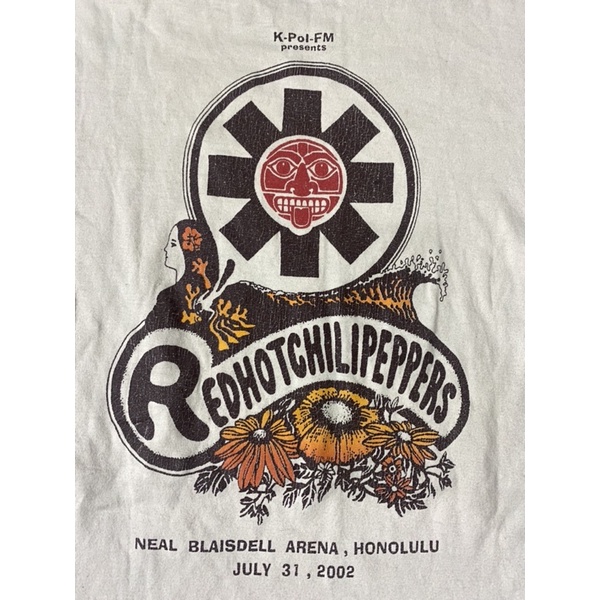 K-Pol-FM
presents
REDHOTCHILIPEPPERS
NEAL BLAISDELL ARENA, HONOLULU
JULY 31, 2002